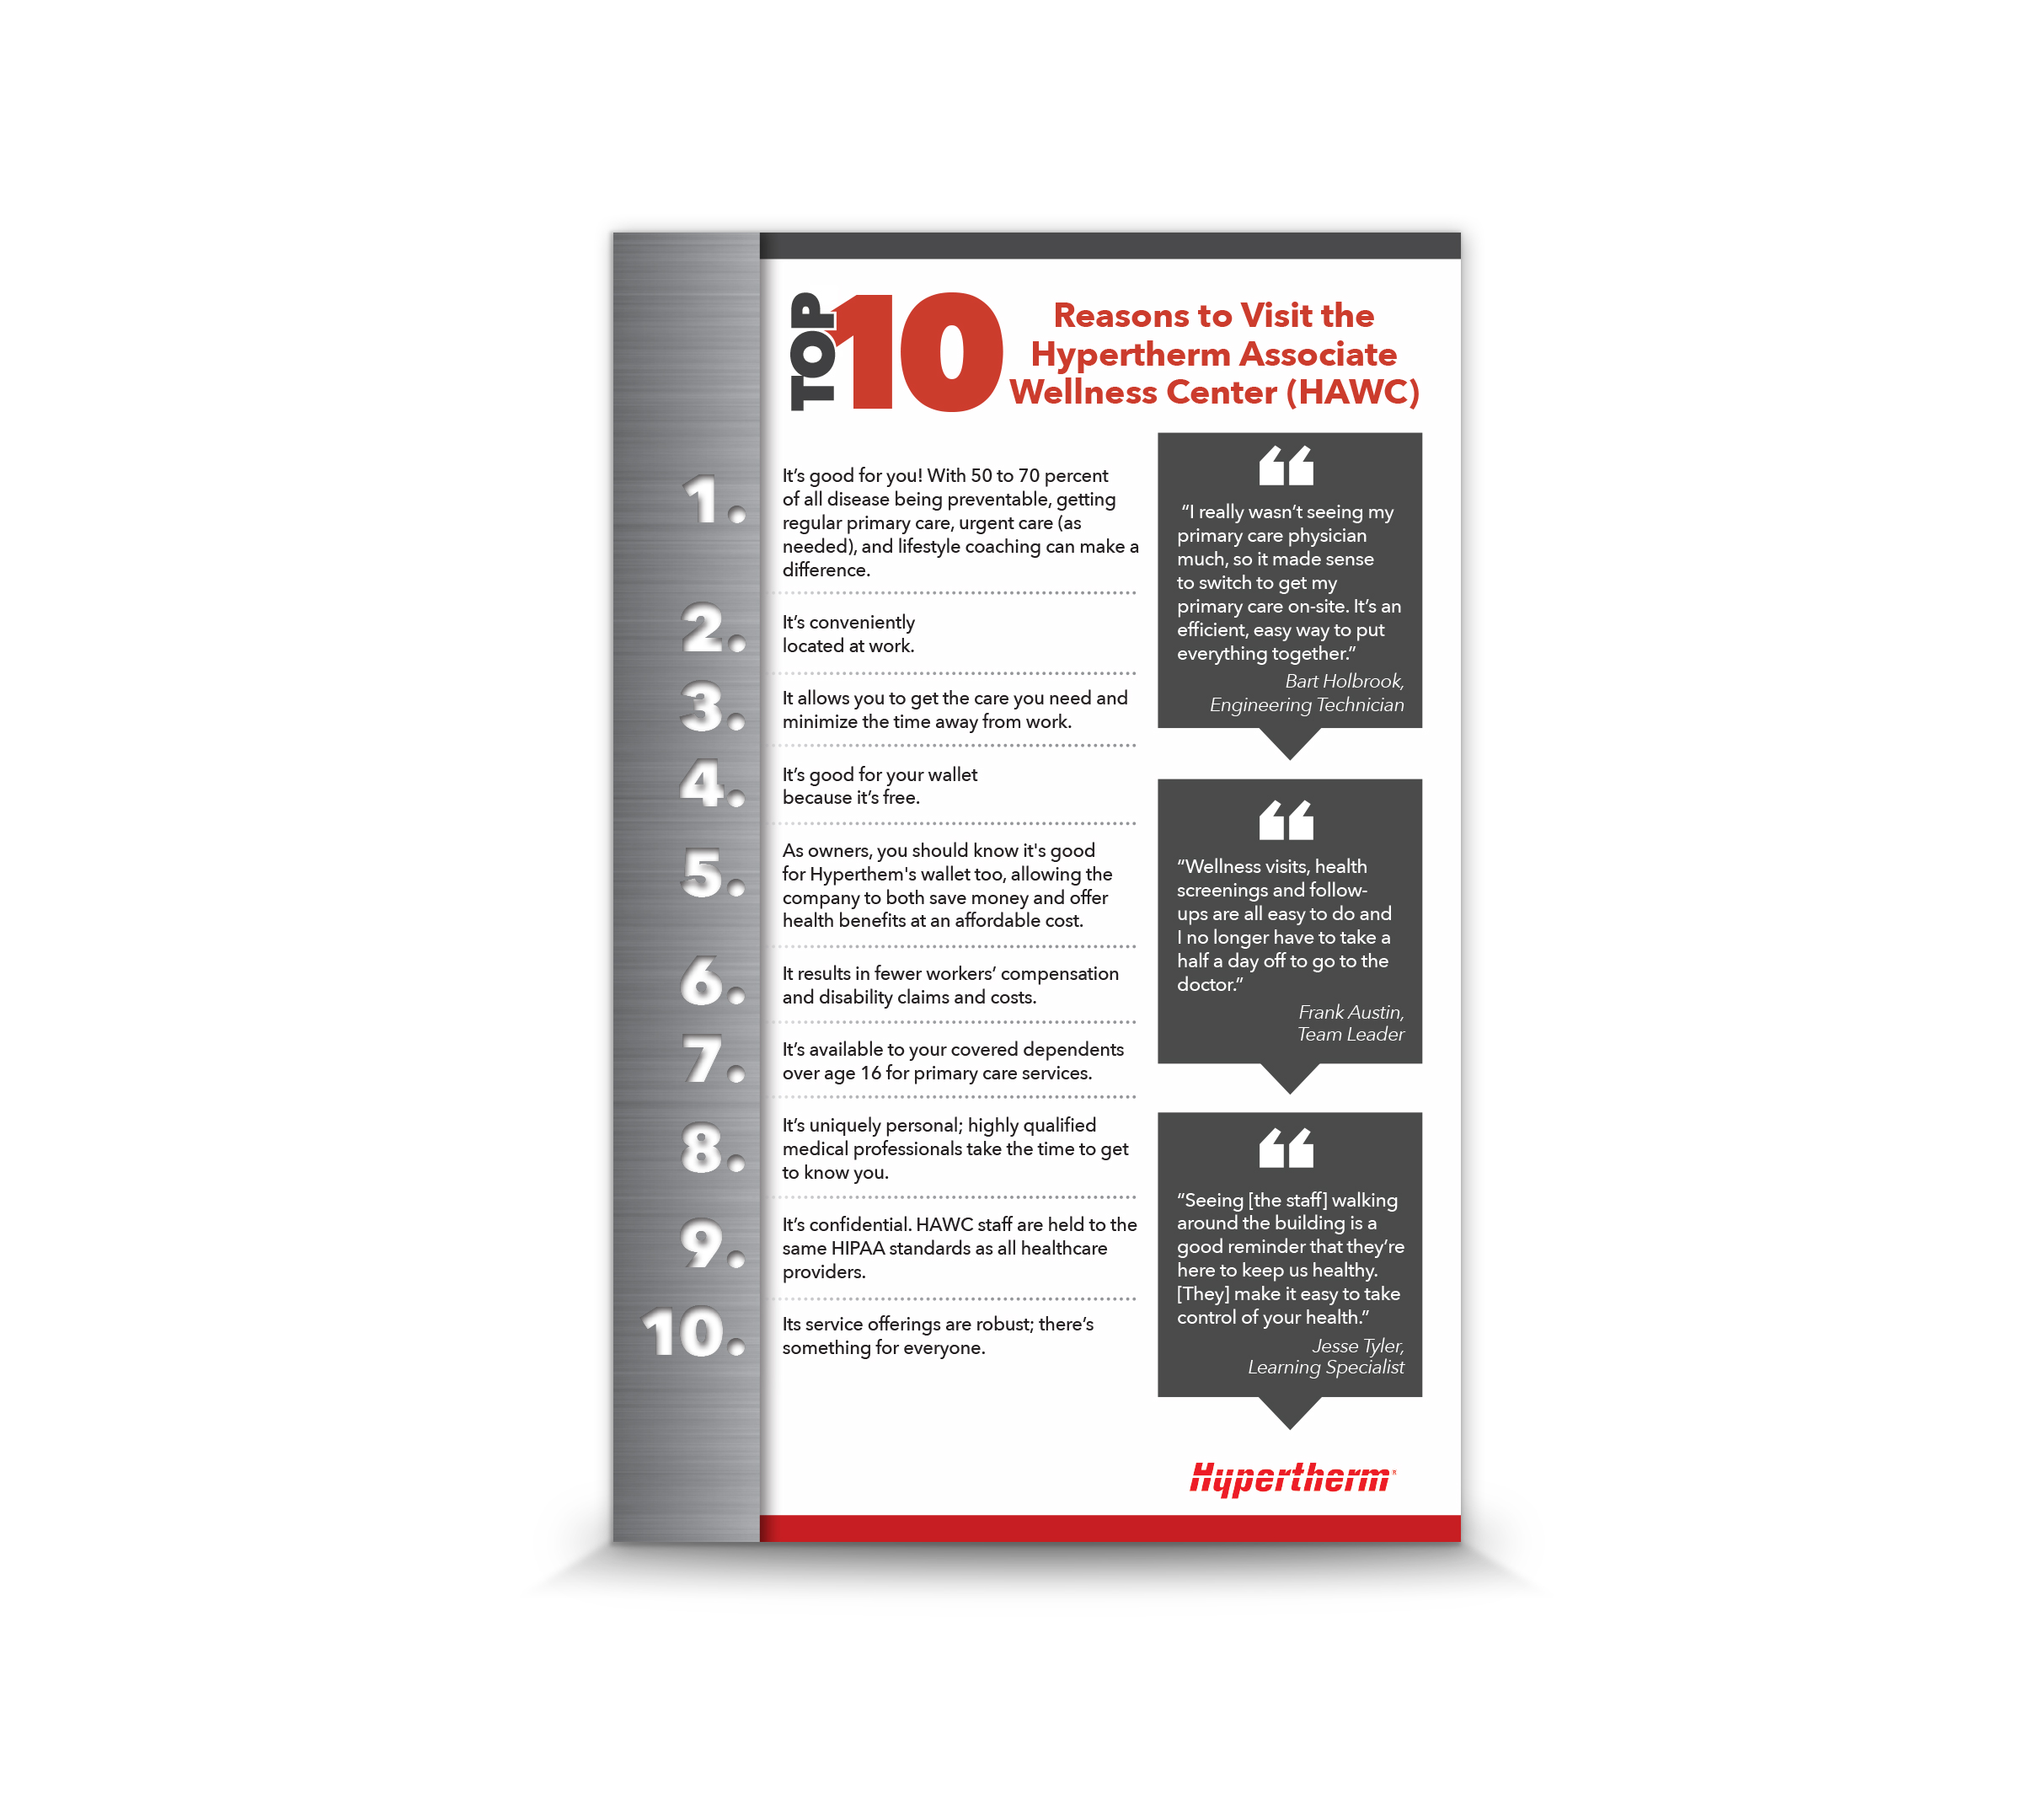 TOP 10
Reasons to Visit the
Hypertherm Associate
Wellness Center (HAWC)
1.
It’s good for you! With 50 to 70 percent
of all disease being preventable, getting
regular primary care, urgent care (as
needed), and lifestyle coaching can make a
difference.
2.
It’s conveniently
located at work.
3.
It allows you to get the care you need and
minimize the time away from work.
4.
It’s good for your wallet
because it’s free.
5.
As owners, you should know it's good
for Hyperthem's wallet too, allowing the
company to both save money and offer
health benefits at an affordable cost.
6.
It results in fewer workers’ compensation
and disability claims and costs.
7.
It’s available to your covered dependents
over age 16 for primary care services.
8.
It’s uniquely personal; highly qualified
medical professionals take the time to get
to know you.
9.
It’s confidential. HAWC staff are held to the
same HIPAA standards as all healthcare
providers.
10.
Its service offerings are robust; there’s
something for everyone.
“I really wasn’t seeing my
primary care physician
much, so it made sense
to switch to get my
primary care on-site. It’s an
efficient, easy way to put
everything together.”
Bart Holbrook,
Engineering Technician
“Wellness visits, health
screenings and follow-
ups are all easy to do and
I no longer have to take a
half a day off to go to the
doctor.”
Frank Austin,
Team Leader
“Seeing [the staff] walking
around the building is a
good reminder that they’re
here to keep us healthy.
[They] make it easy to take
control of your health.”
Jesse Tyler,
Learning Specialist
Hypertherm®